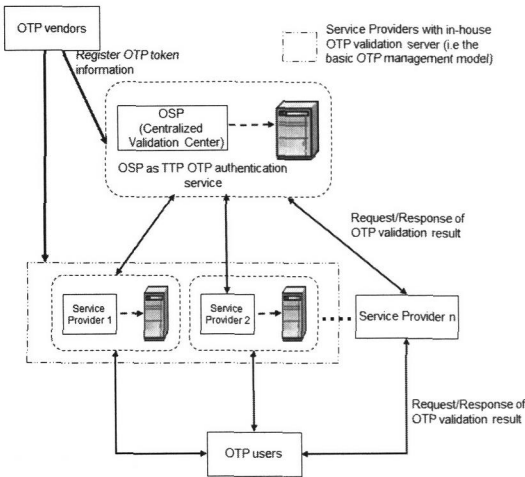 OTP vendors
Register OTP token
information
Service Providers with in-house
OTP validation server (i.e the
basic OTP management model)
OSP
(Centralized
Validation Center)
OSP as TTP OTP authentication
service
Request/Response of
OTP validation result
Service
Provider 1
Service
Provider 2
Service Provider n
Request/Response of
OTP validation result
OTP users